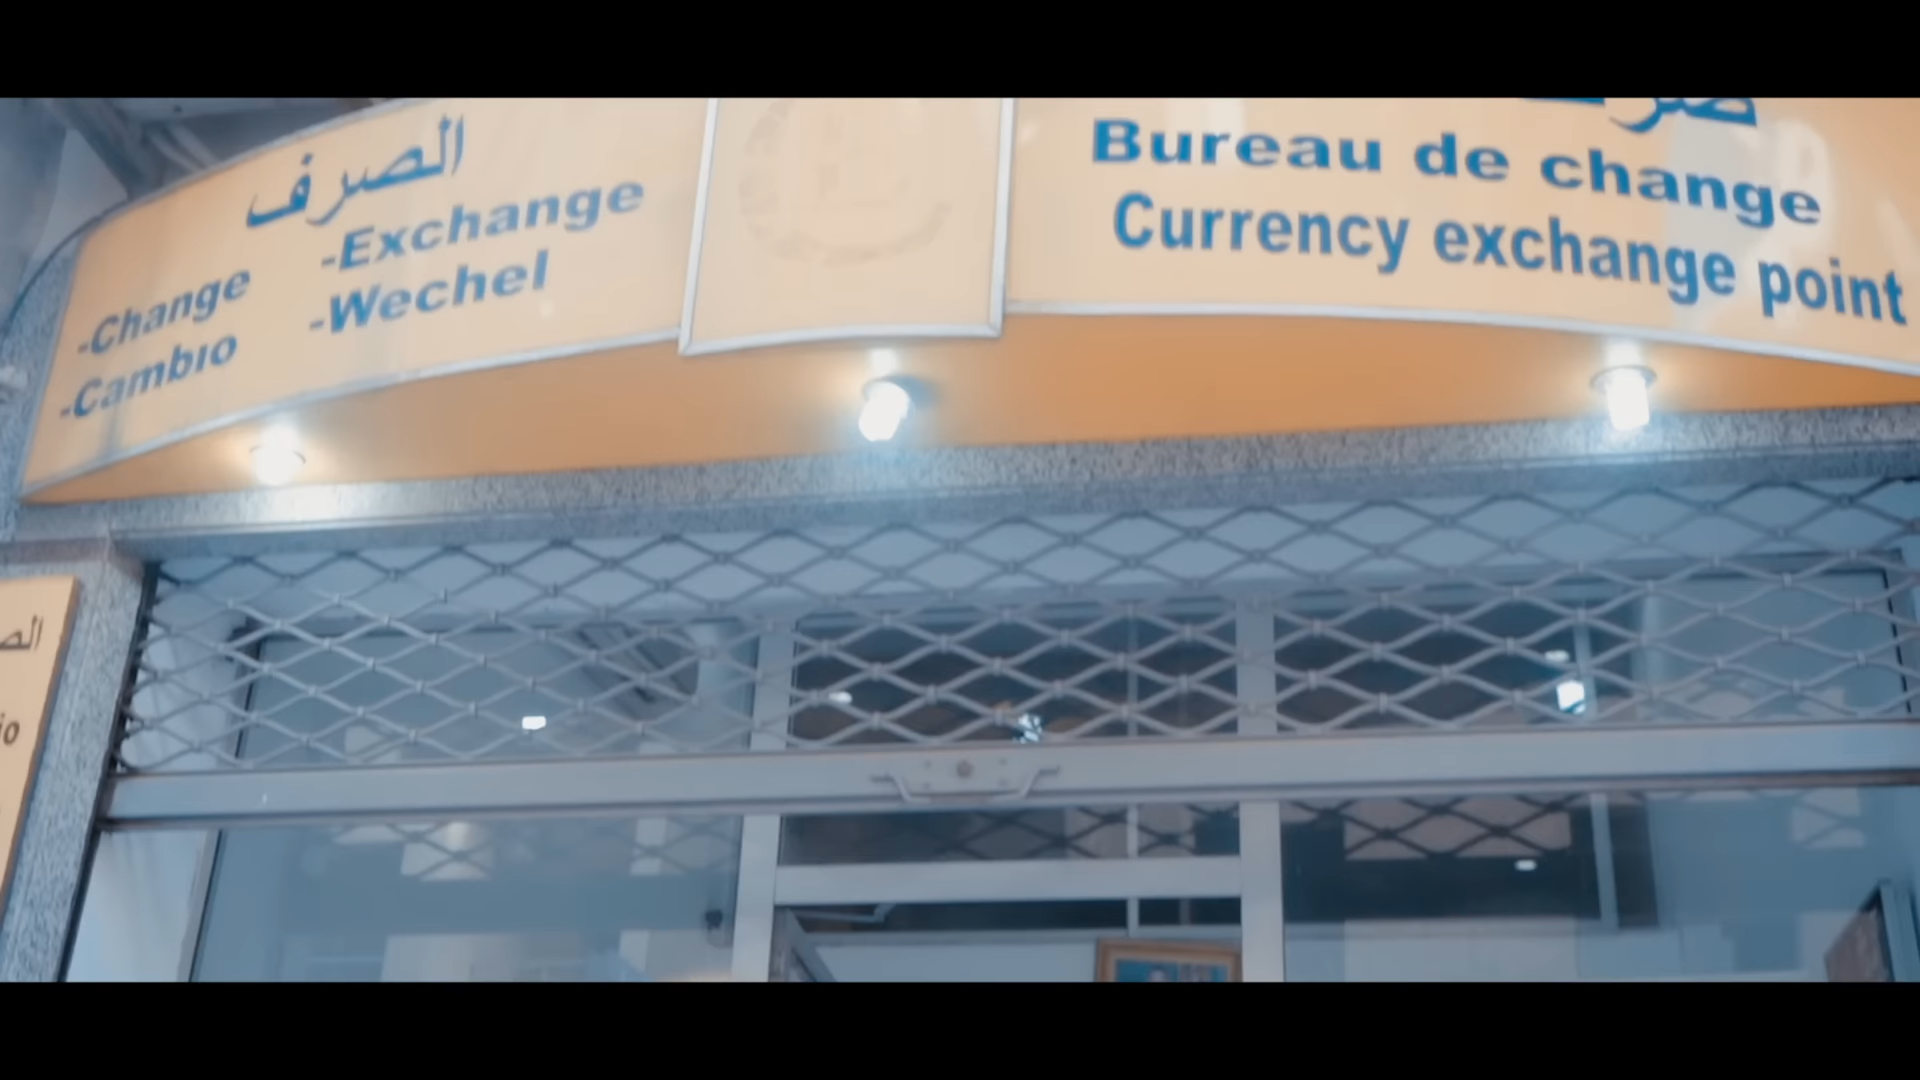 الصرف
-Exchange
-Change
-Wechel
-Cambio
Bureau de change
Currency exchange point